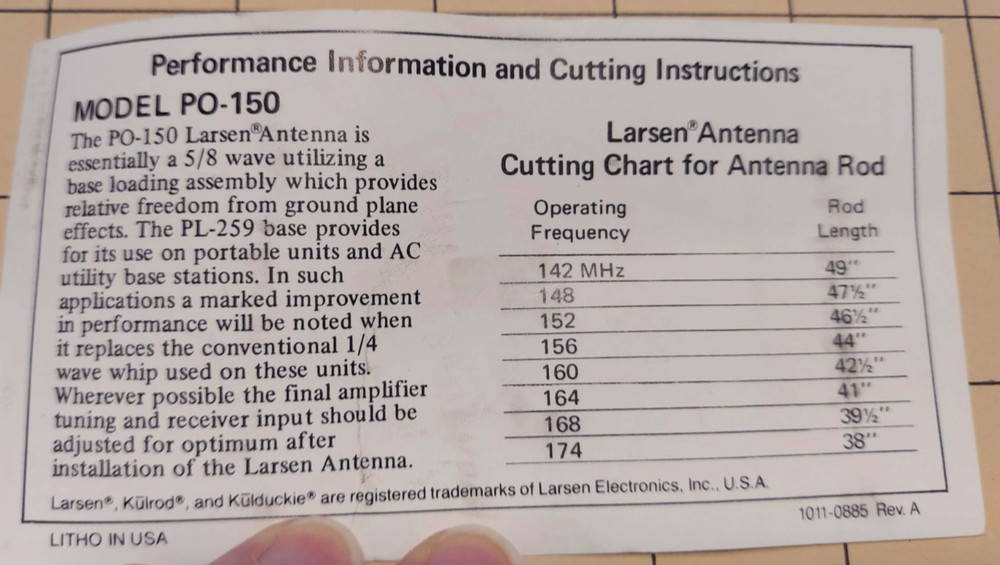 Performance Information and Cutting Instructions
MODEL PO-150
The PO-150 Larsen® Antenna is
essentially a 5/8 wave utilizing a
base loading assembly which provides
relative freedom from ground plane
effects. The PL-259 base provides
for its use on portable units and AC
utility base stations. In such
applications a marked improvement
in performance will be noted when
it replaces the conventional 1/4
wave whip used on these units.
Wherever possible the final amplifier
tuning and receiver input should be
adjusted for optimum after
installation of the Larsen Antenna.
Larsen® Antenna
Cutting Chart for Antenna Rod
Operating Rod
Frequency Length
142 MHz 49"
148 47½"
152 46½"
156 44"
160 42½"
164 41"
168 39½"
174 38"
Larsen®, Kūlrod®, and Kūlduckie® are registered trademarks of Larsen Electronics, Inc., U.S.A.
1011-0885 Rev. A
LITHO IN USA